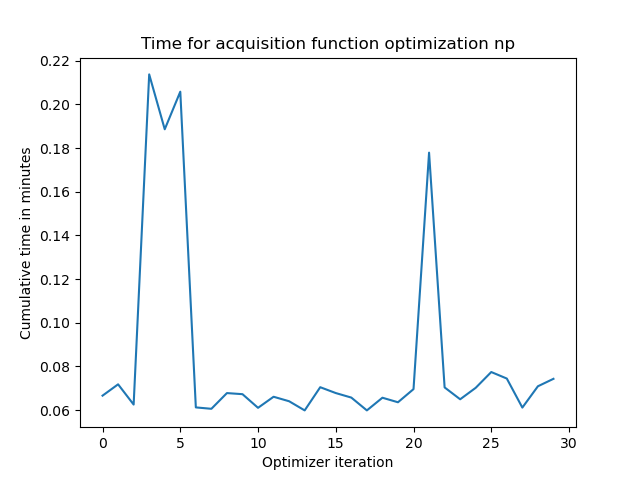 Time for acquisition function optimization np
Cumulative time in minutes
0.22
0.20
0.18
0.16
0.14
0.12
0.10
0.08
0.06
0 5 10 15 20 25 30
Optimizer iteration